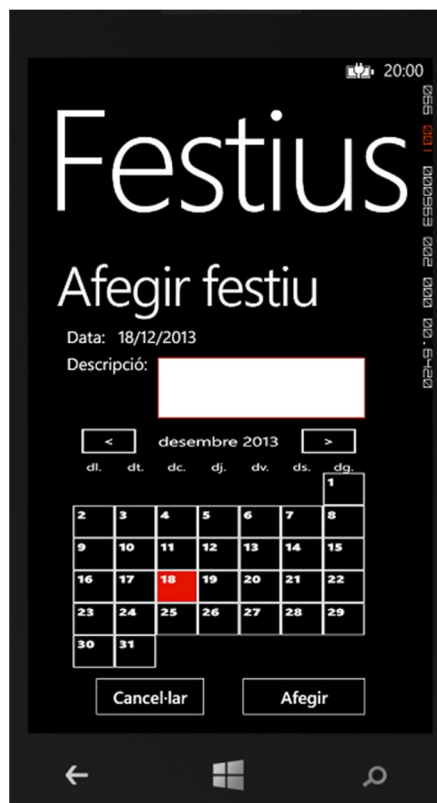 20:00
Festius
Afegir festiu
Data: 18/12/2013
Descripció:
< desembre 2013 >
dl. dt. dc. dj. dv. ds. dg.
1
2 3 4 5 6 7 8
9 10 11 12 13 14 15
16 17 18 19 20 21 22
23 24 25 26 27 28 29
30 31
Cancel·lar Afegir